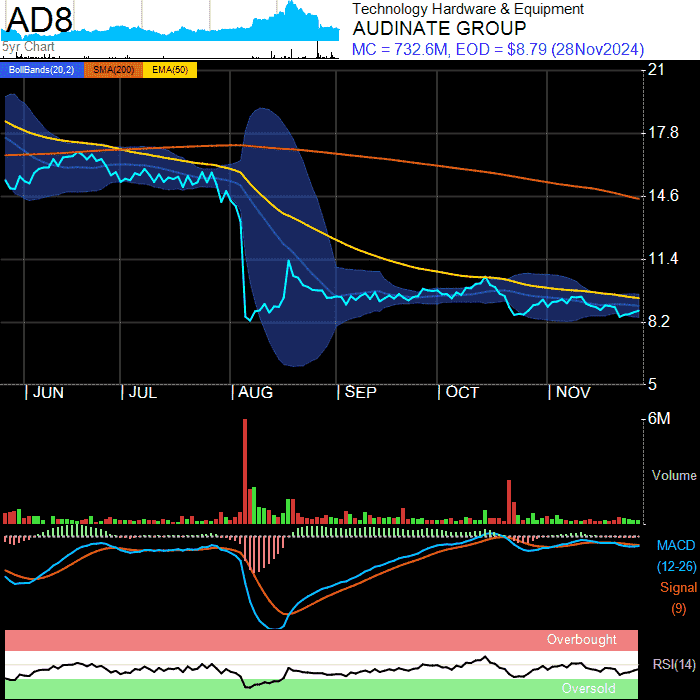 AD8
5yr Chart
Technology Hardware & Equipment
AUDINATE GROUP
MC = 732.6M, EOD = $8.79 (28Nov2024)
BollBands(20,2) SMA(200) EMA(50)
21
17.8
14.6
11.4
8.2
5
JUN JUL AUG SEP OCT NOV
6M
Volume
MACD
(12-26)
Signal
(9)
Overbought
RSI(14)
Oversold